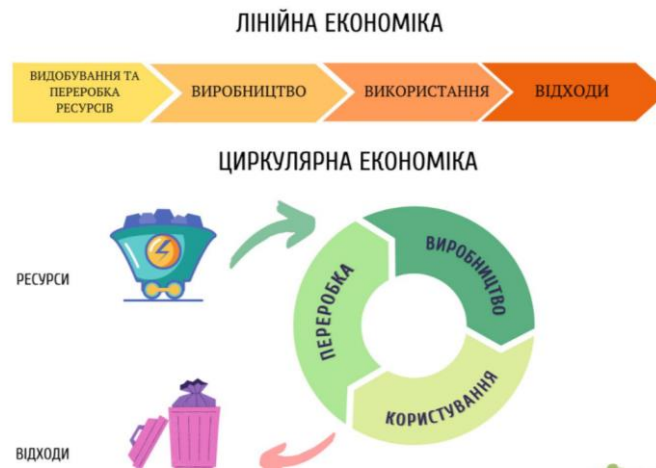 ЛІНІЙНА ЕКОНОМІКА
ВИДОБУВАННЯ ТА
ПЕРЕРОБКА
РЕСУРСІВ
ВИРОБНИЦТВО
ВИКОРИСТАННЯ
ВІДХОДИ
ЦИРКУЛЯРНА ЕКОНОМІКА
РЕСУРСИ
ПЕРЕРОБКА
ВИРОБНИЦТВО
КОРИСТУВАННЯ
ВІДХОДИ